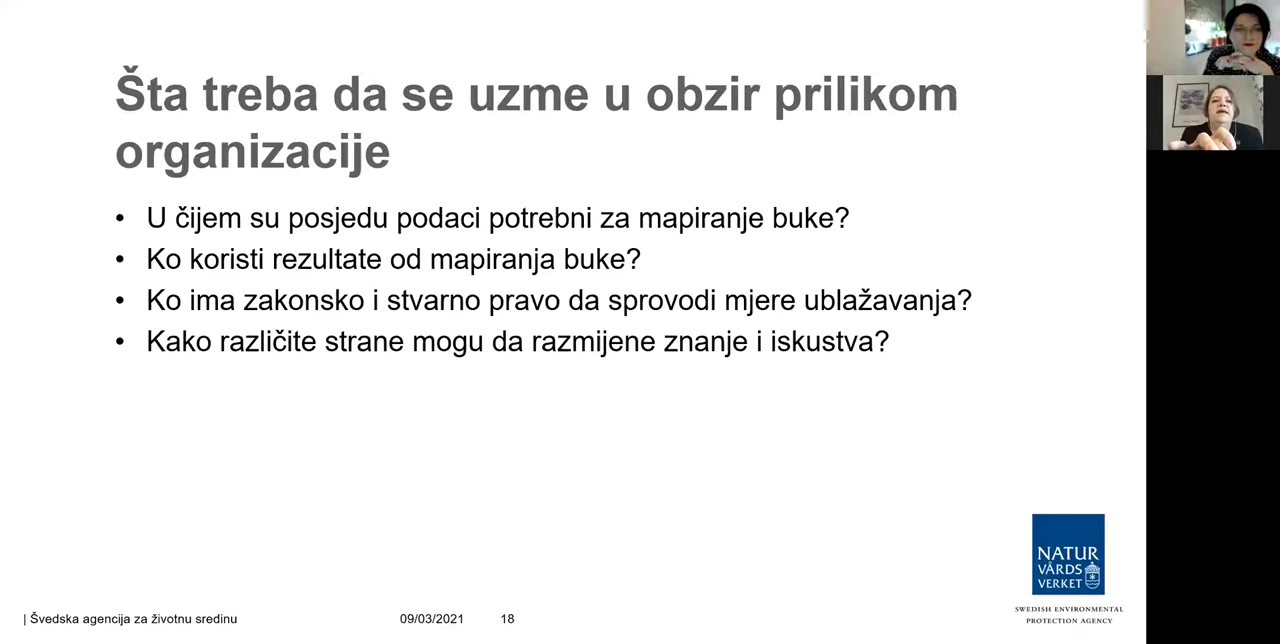 Šta treba da se uzme u obzir prilikom
organizacije
• U čijem su posjedu podaci potrebni za mapiranje buke?
• Ko koristi rezultate od mapiranja buke?
• Ko ima zakonsko i stvarno pravo da sprovodi mjere ublažavanja?
• Kako različite strane mogu da razmijene znanje i iskustva?
NATUR
VÅRDS
VERKET
SWEDISH ENVIRONMENTAL
PROTECTION AGENCY
| Švedska agencija za životnu sredinu 09/03/2021 18